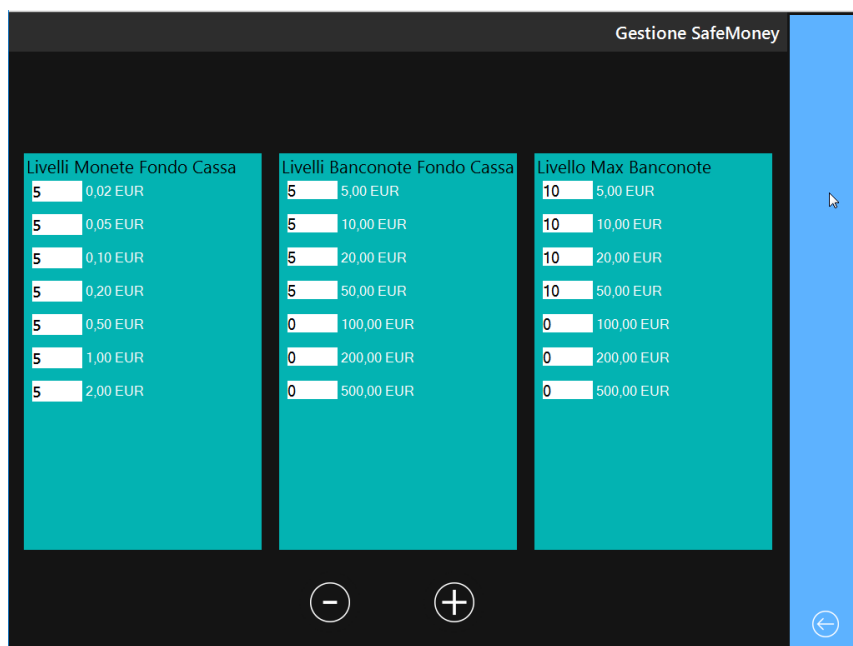 Gestione SafeMoney
Livelli Monete Fondo Cassa
5 0,02 EUR
5 0,05 EUR
5 0,10 EUR
5 0,20 EUR
5 0,50 EUR
5 1,00 EUR
5 2,00 EUR
Livelli Banconote Fondo Cassa
5 5,00 EUR
5 10,00 EUR
5 20,00 EUR
5 50,00 EUR
0 100,00 EUR
0 200,00 EUR
0 500,00 EUR
Livello Max Banconote
10 5,00 EUR
10 10,00 EUR
10 20,00 EUR
10 50,00 EUR
0 100,00 EUR
0 200,00 EUR
0 500,00 EUR